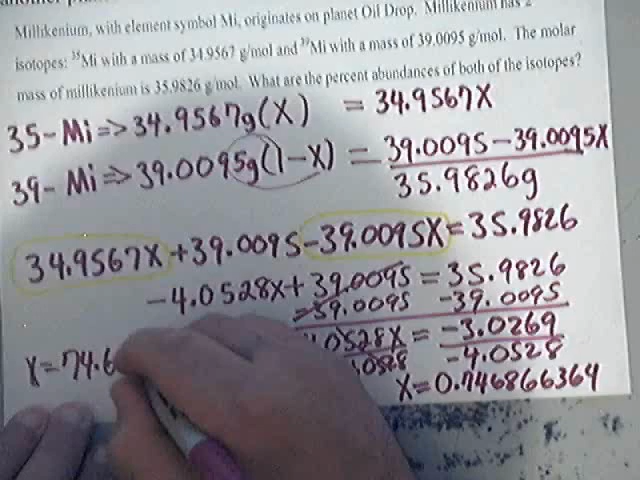 Millikenium, with element symbol Mi, originates on planet Oil Drop. Millikenium has 2
isotopes: ³⁵Mi with a mass of 34.9567 g/mol and ³⁹Mi with a mass of 39.0095 g/mol. The molar
mass of millikenium is 35.9826 g/mol. What are the percent abundances of both of the isotopes?
35-Mi => 34.9567g(X) = 34.9567X
39-Mi => 39.0095g(1-X) = 39.0095-39.0095X
35.9826g
34.9567X+39.0095-39.0095X=35.9826
-4.0528X+39.0095=35.9826
-39.0095 -39.0095
.0528X = -3.0269
.0528 -4.0528
X=0.746866364
X=74.6